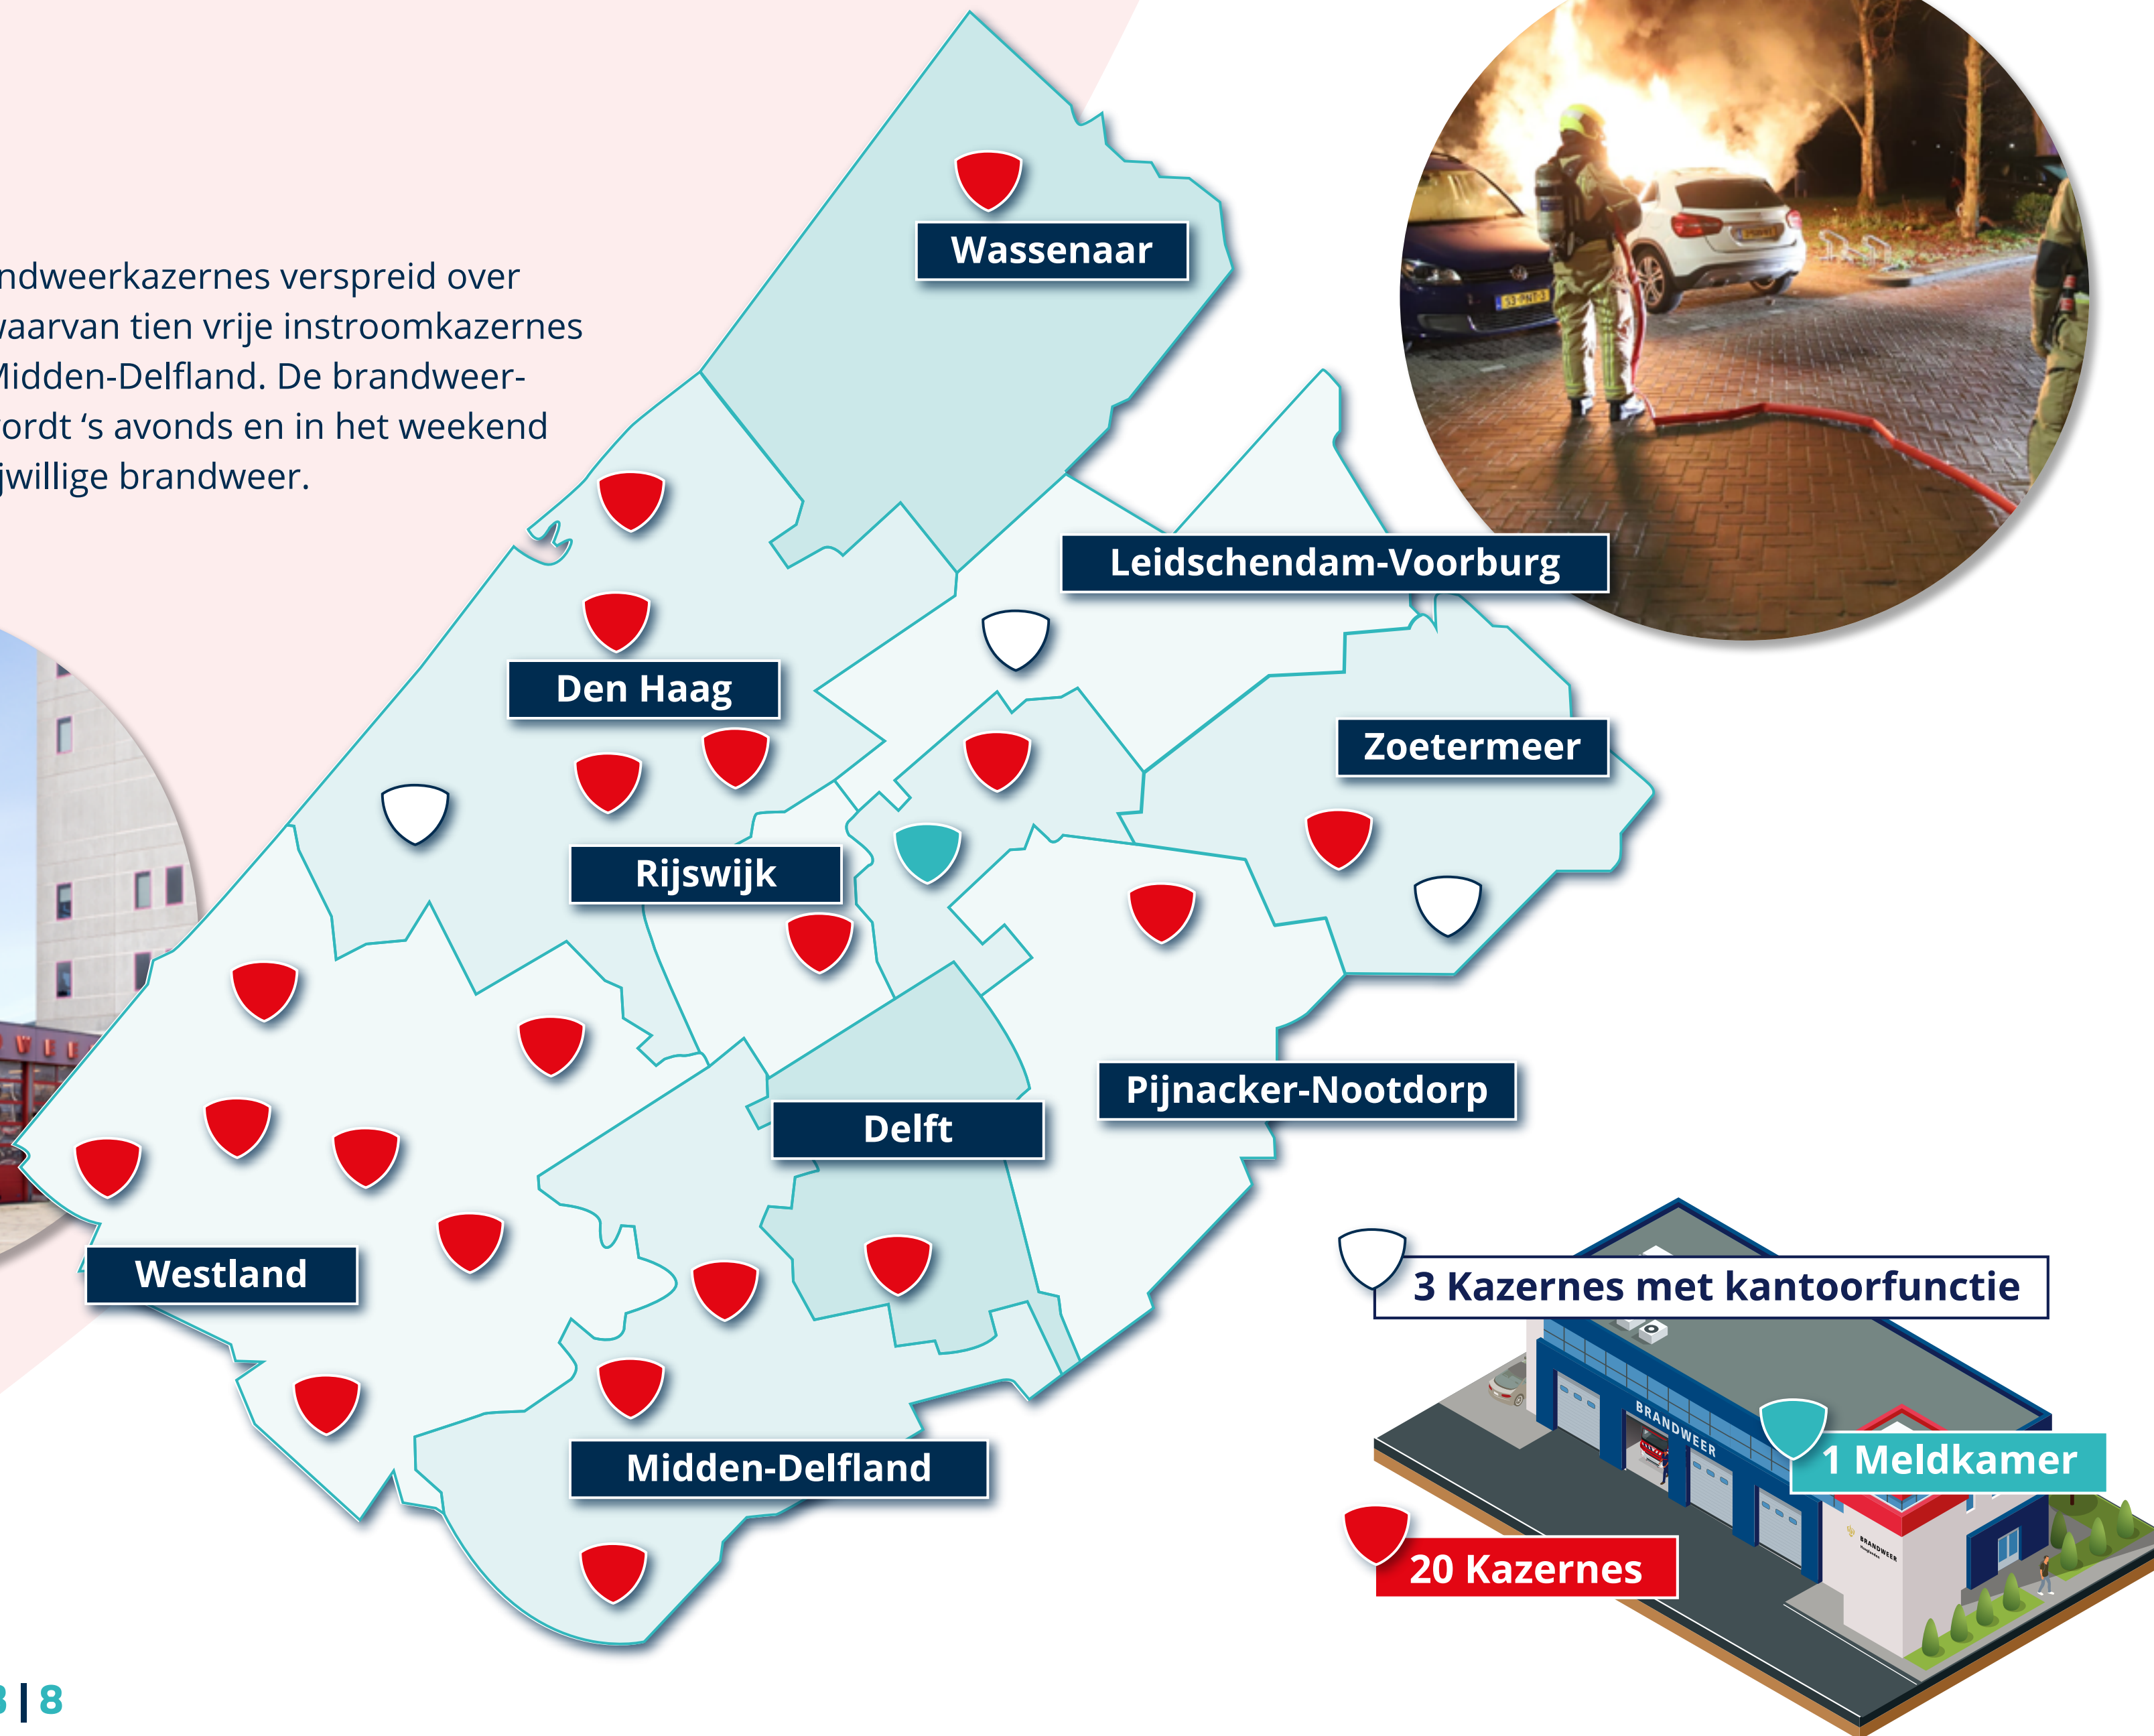 ndweerkazernes verspreid over
waarvan tien vrije instroomkazernes
Midden-Delfland. De brandweer-
ordt ‘s avonds en in het weekend
ijwillige brandweer.
Wassenaar
Leidschendam-Voorburg
Den Haag
Zoetermeer
Rijswijk
Pijnacker-Nootdorp
Delft
Westland
Midden-Delfland
3 Kazernes met kantoorfunctie
BRANDWEER
1 Meldkamer
BRANDWEER
20 Kazernes
| 8